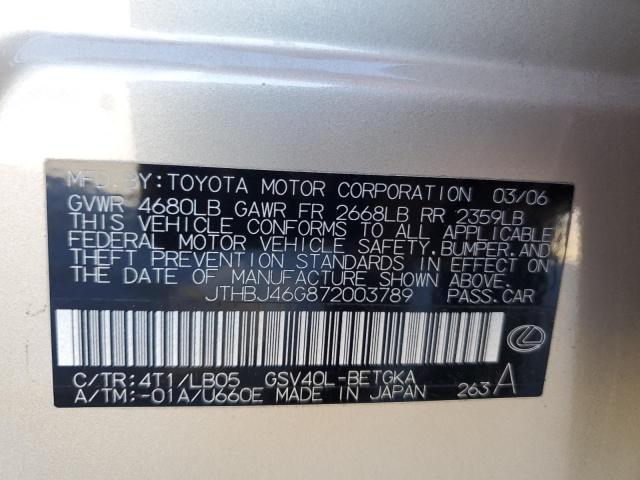 MFD. BY: TOYOTA MOTOR CORPORATION 03/06
GVWR 4680LB GAWR FR 2668LB RR 2359LB
THIS VEHICLE CONFORMS TO ALL APPLICABLE
FEDERAL MOTOR VEHICLE SAFETY, BUMPER, AND
THEFT PREVENTION STANDARDS IN EFFECT ON
THE DATE OF MANUFACTURE SHOWN ABOVE.
JTHBJ46G872003789 PASS. CAR
C/TR: 4T1/LB05 GSV40L-BETGKA
A/TM: -01A/U660E MADE IN JAPAN 263 A